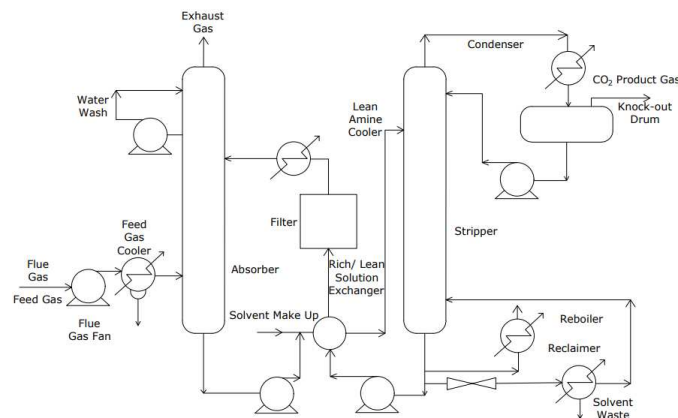 Exhaust
Gas
Condenser
CO₂ Product Gas
Knock-out
Drum
Water
Wash
Lean
Amine
Cooler
Filter
Feed
Gas
Cooler
Stripper
Flue
Gas
Absorber
Rich/ Lean
Solution
Exchanger
Feed Gas
Solvent Make Up
Flue
Gas Fan
Reboiler
Reclaimer
Solvent
Waste